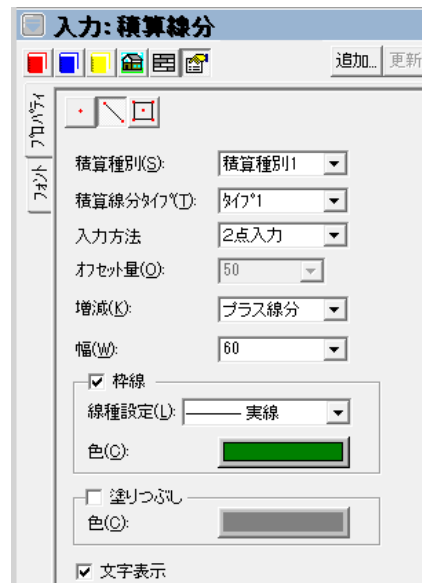 入力: 積算線分
追加... 更新
プロパティ
フォント
積算種別(S): 積算種別1
積算線分タイプ(T): タイプ1
入力方法 2点入力
オフセット量(O): 50
増減(K): プラス線分
幅(W): 60
枠線
線種設定(L): 実線
色(C):
塗りつぶし
色(C):
文字表示